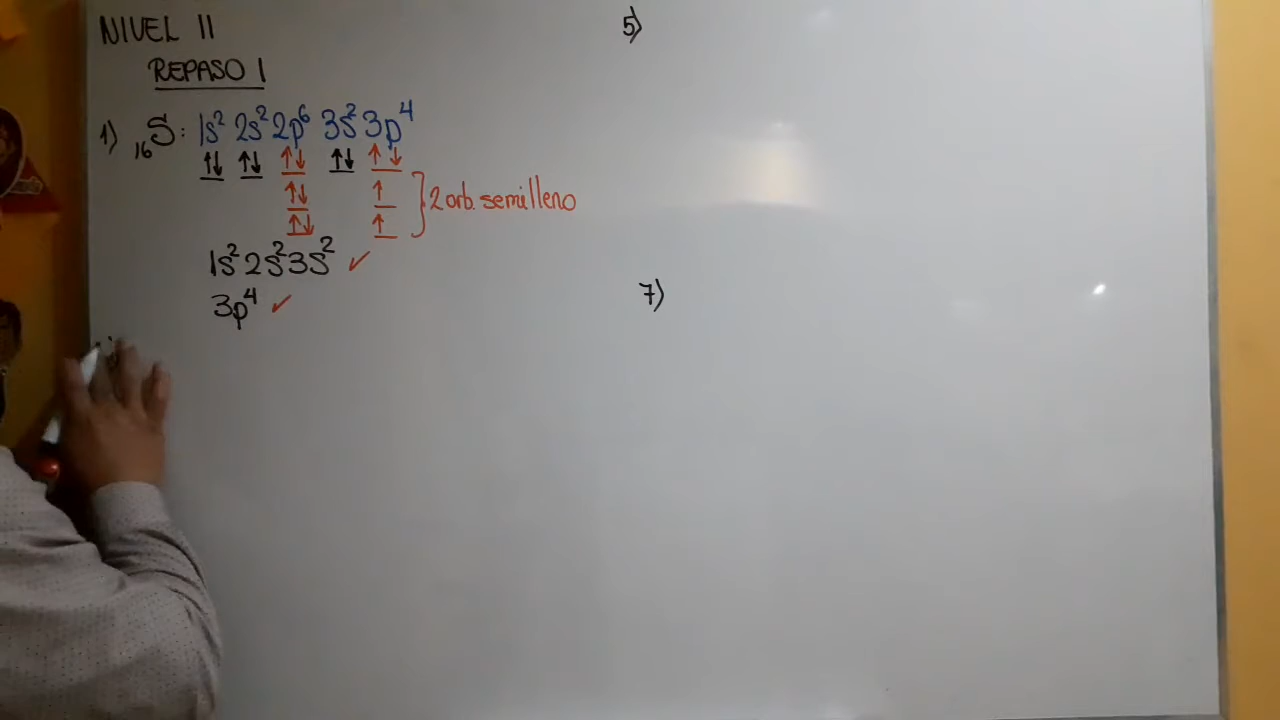 NIVEL II
REPASO 1
1) ₁₆S: 1s² 2s² 2p⁶ 3s² 3p⁴
↑↓ ↑↓ ↑↓ ↑↓ ↑↓
↑↓ ↑ } 2 orb. semilleno
↑↓ ↑
1s² 2s² 3s² ✓
3p⁴ ✓
5)
7)